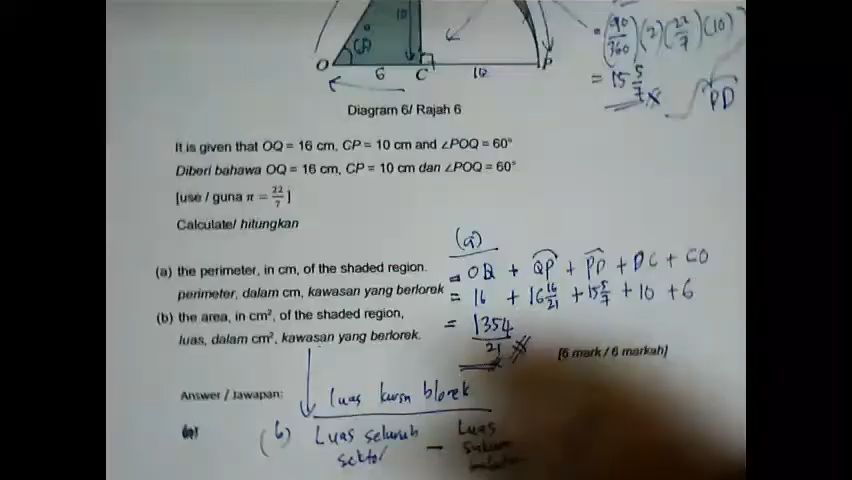 10
60
O 6 C 10 P
= (90/360)(2)(22/7)(10)
= 15 5/7
PD
Diagram 6/ Rajah 6
It is given that OQ = 16 cm, CP = 10 cm and ∠POQ = 60°
Diberi bahawa OQ = 16 cm, CP = 10 cm dan ∠POQ = 60°
[use / guna π = 22/7]
Calculate/ hitungkan
(a)
(a) the perimeter, in cm, of the shaded region.
= OQ + QP + PD + DC + CO
perimeter, dalam cm, kawasan yang berlorek
= 16 + 16 16/21 + 15 5/7 + 10 + 6
(b) the area, in cm², of the shaded region,
= 1354/21
luas, dalam cm², kawasan yang berlorek.
[6 mark / 6 markah]
Answer / Jawapan:
luas kwsn blorek
(a)
(b) Luas seluruh sektor - Luas